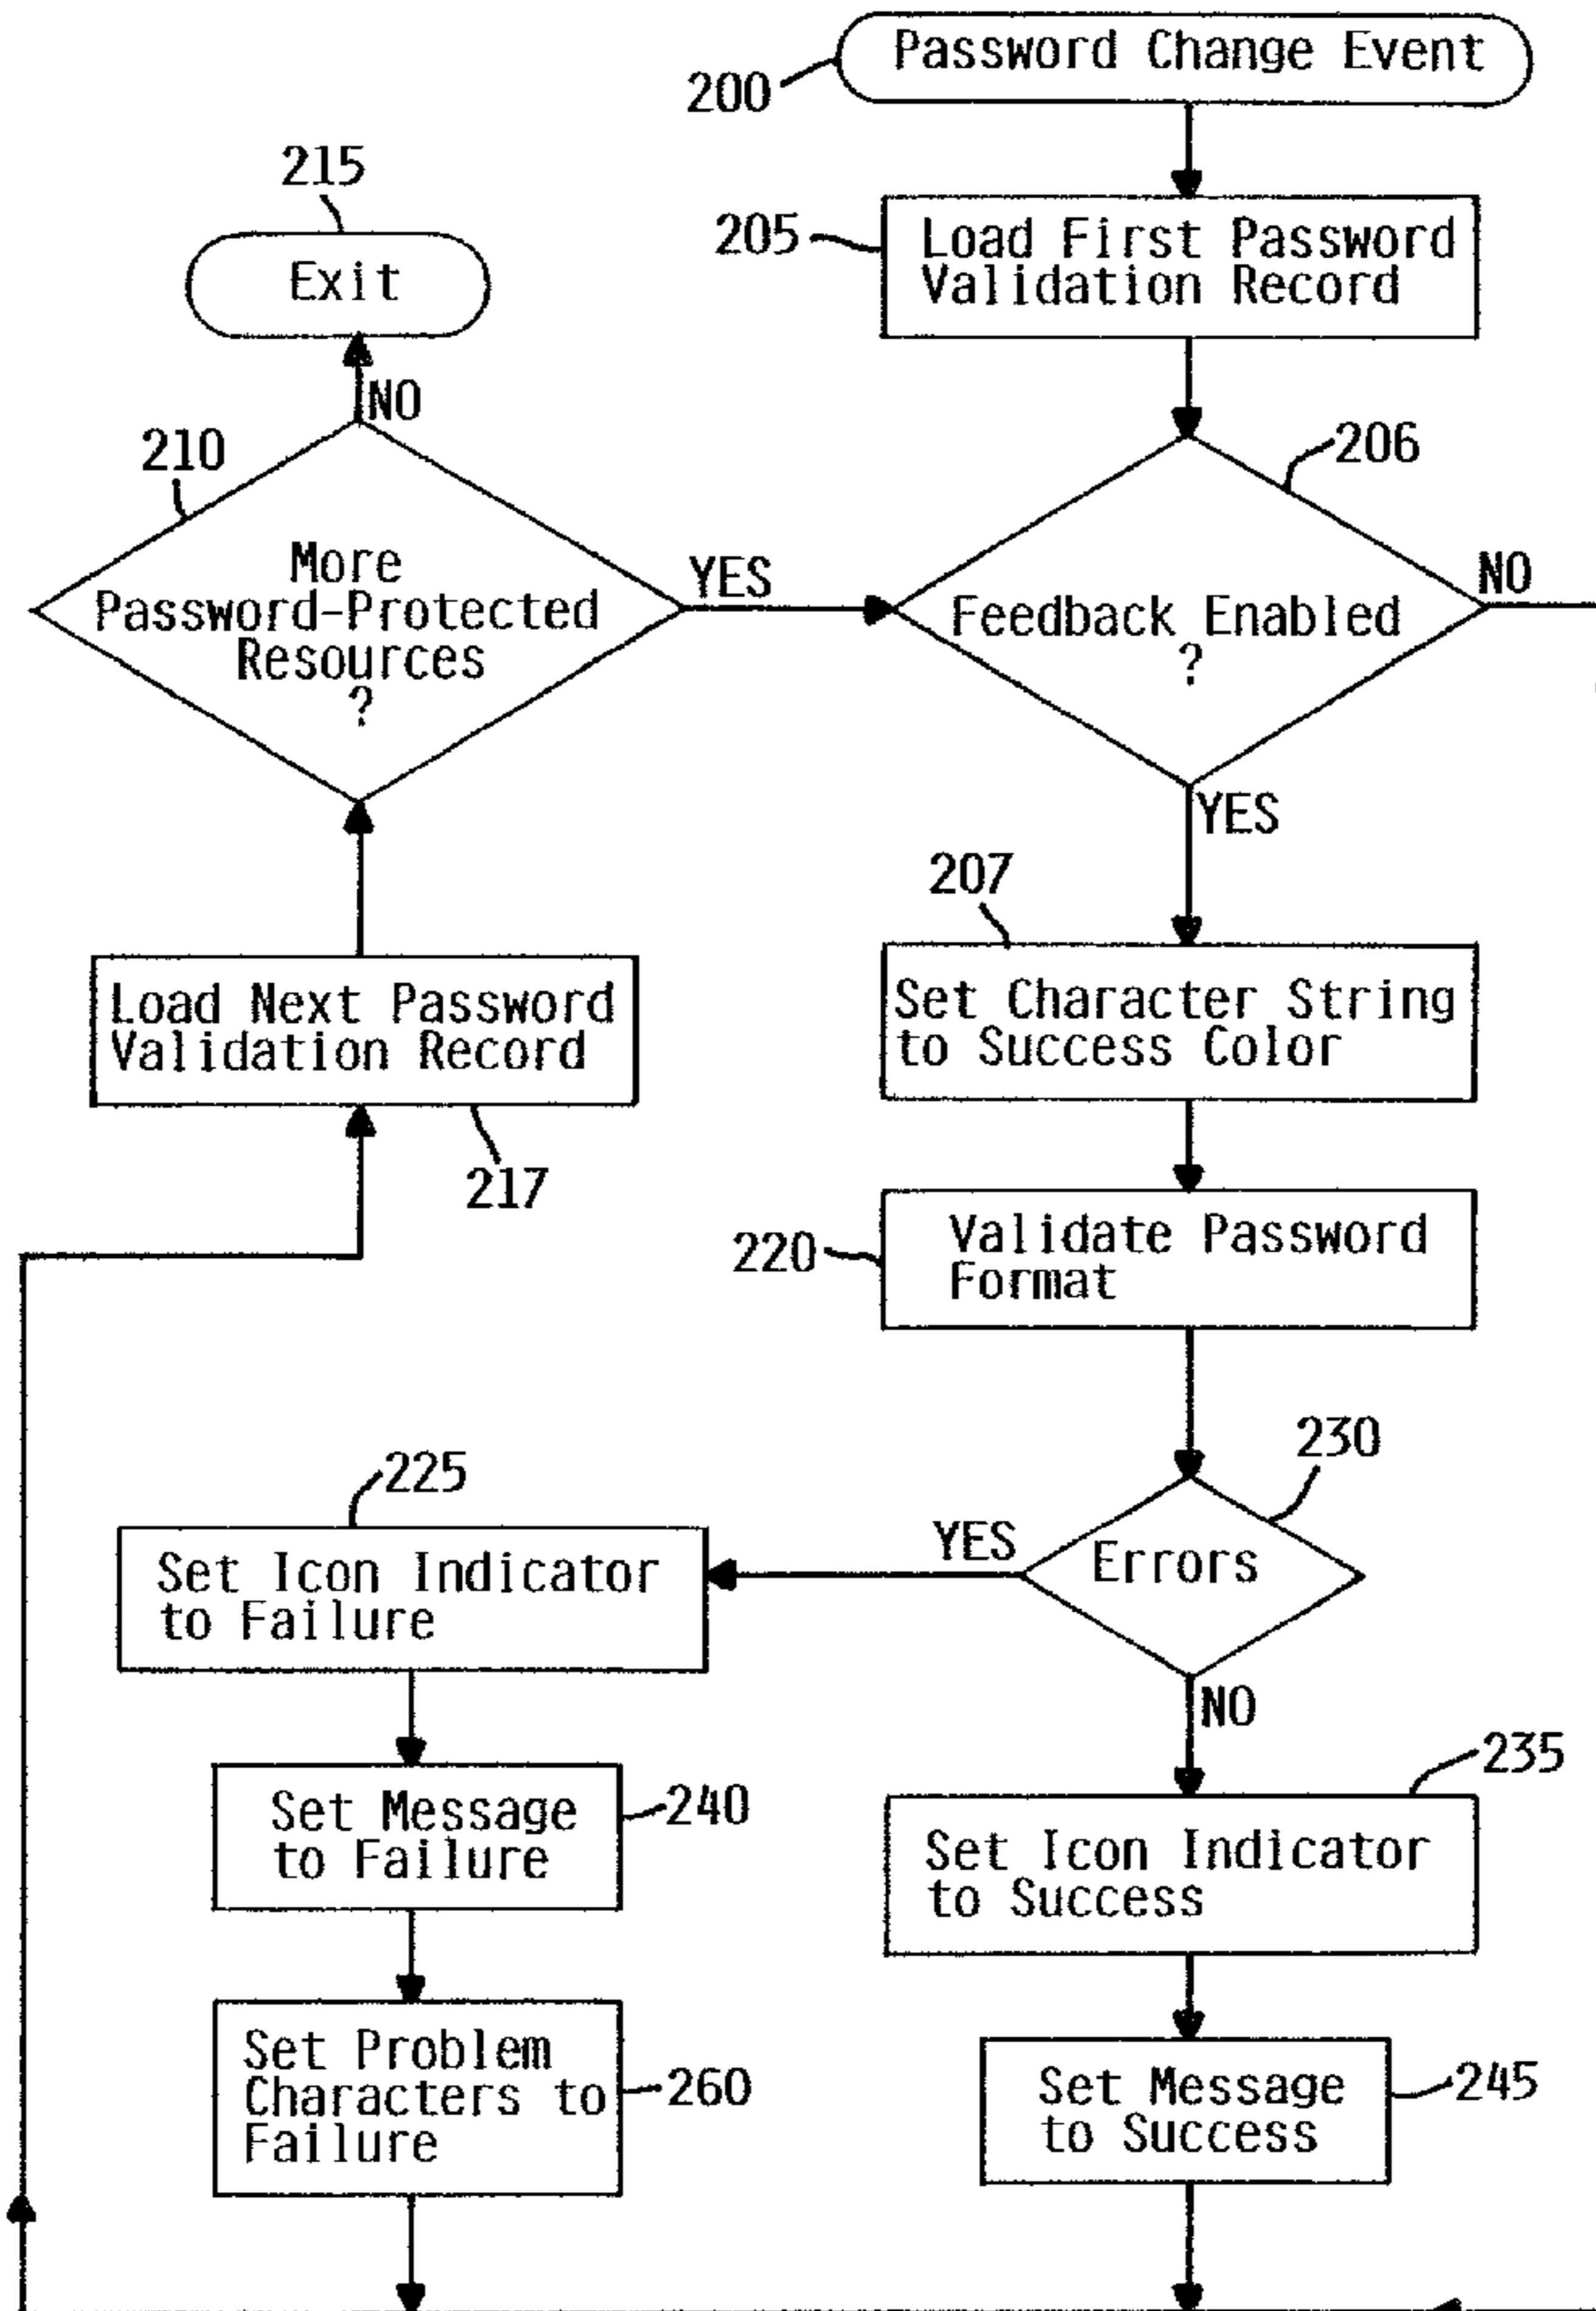 Password Change Event
200
215
205
Load First Password
Validation Record
Exit
NO
210
206
More
Password-Protected
Resources
?
YES
Feedback Enabled
?
NO
YES
207
Load Next Password
Validation Record
Set Character String
to Success Color
217
220
Validate Password
Format
230
225
YES
Errors
Set Icon Indicator
to Failure
NO
235
Set Message
to Failure
240
Set Icon Indicator
to Success
Set Problem
Characters to
Failure
260
Set Message
to Success
245